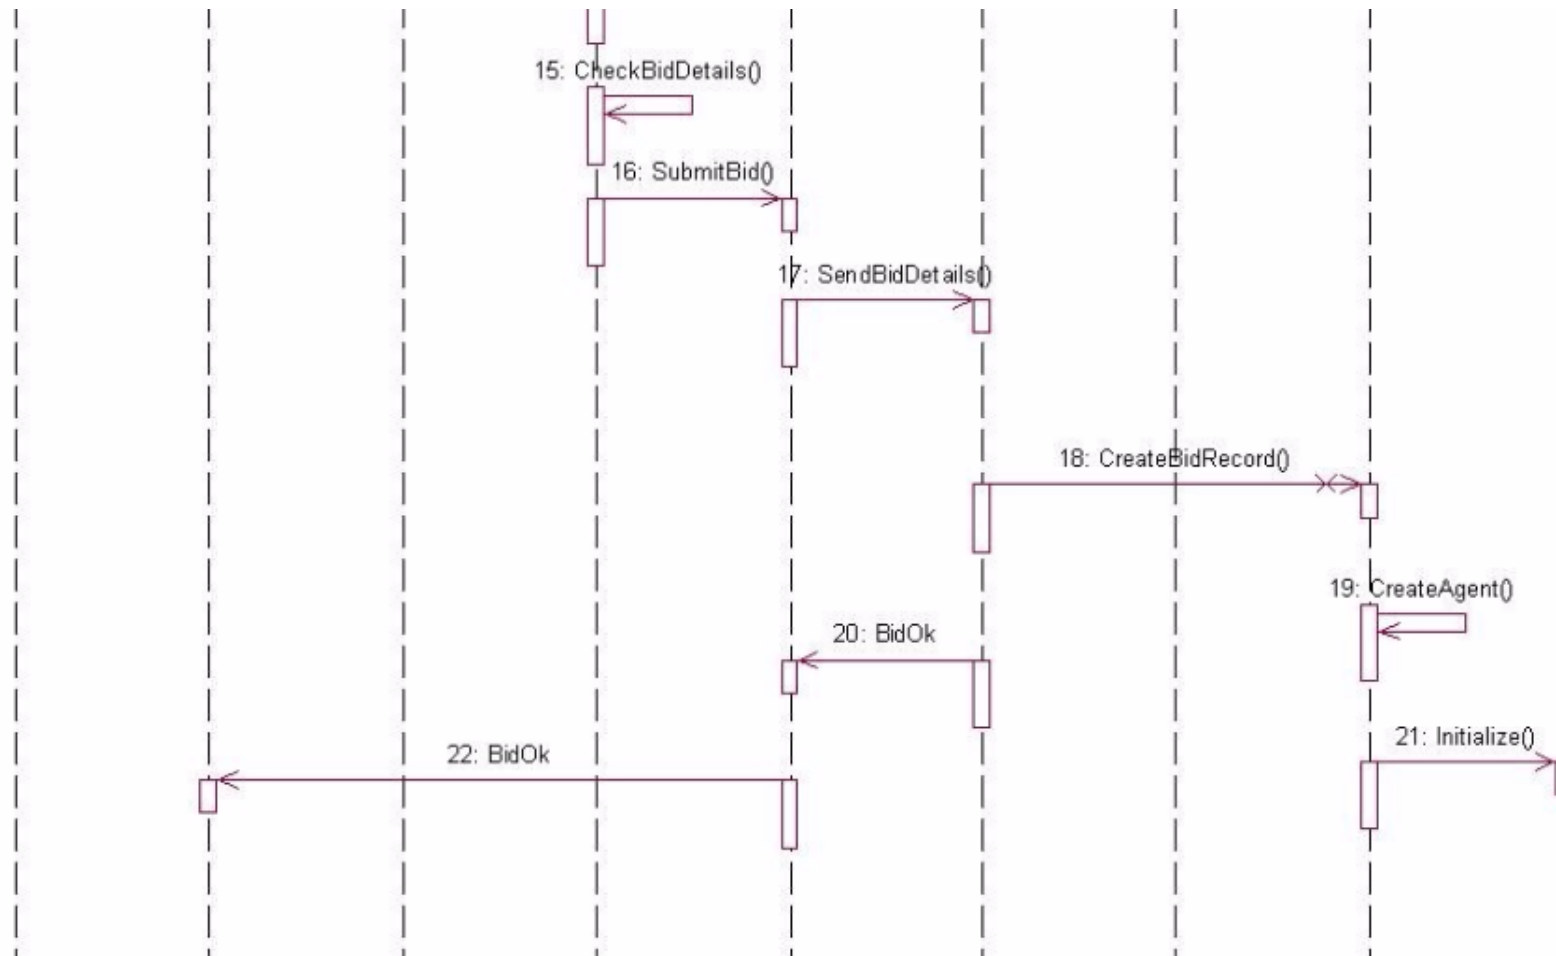 15: CheckBidDetails()
16: SubmitBid()
17: SendBidDetails()
18: CreateBidRecord()
19: CreateAgent()
20: BidOk
21: Initialize()
22: BidOk